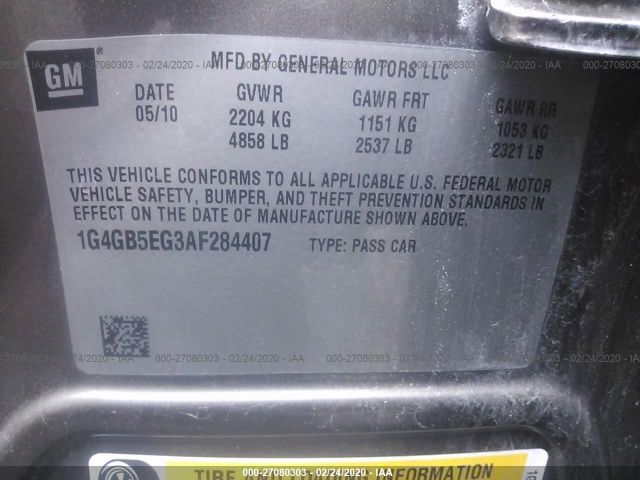 GM ®
MFD BY GENERAL MOTORS LLC
DATE GVWR GAWR FRT GAWR RR
05/10 2204 KG 1151 KG 1053 KG
4858 LB 2537 LB 2321 LB
THIS VEHICLE CONFORMS TO ALL APPLICABLE U.S. FEDERAL MOTOR
VEHICLE SAFETY, BUMPER, AND THEFT PREVENTION STANDARDS IN
EFFECT ON THE DATE OF MANUFACTURE SHOWN ABOVE.
1G4GB5EG3AF284407 TYPE: PASS CAR
TIRE AND LOADING INFORMATION
000-27080303 - 02/24/2020 - IAA